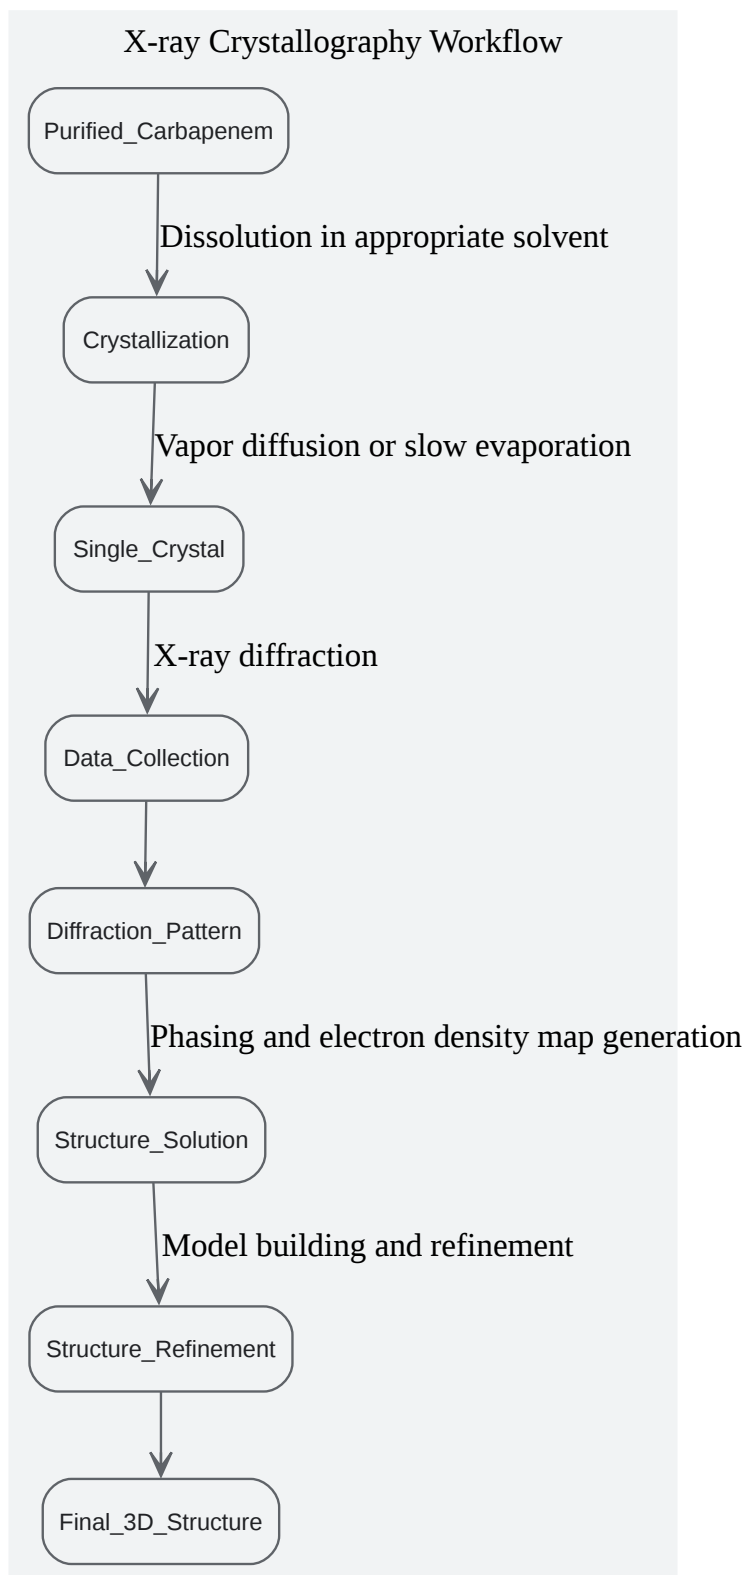 X-ray Crystallography Workflow
Purified_Carbapenem
Dissolution in appropriate solvent
Crystallization
Vapor diffusion or slow evaporation
Single_Crystal
X-ray diffraction
Data_Collection
Diffraction_Pattern
Phasing and electron density map generation
Structure_Solution
Model building and refinement
Structure_Refinement
Final_3D_Structure